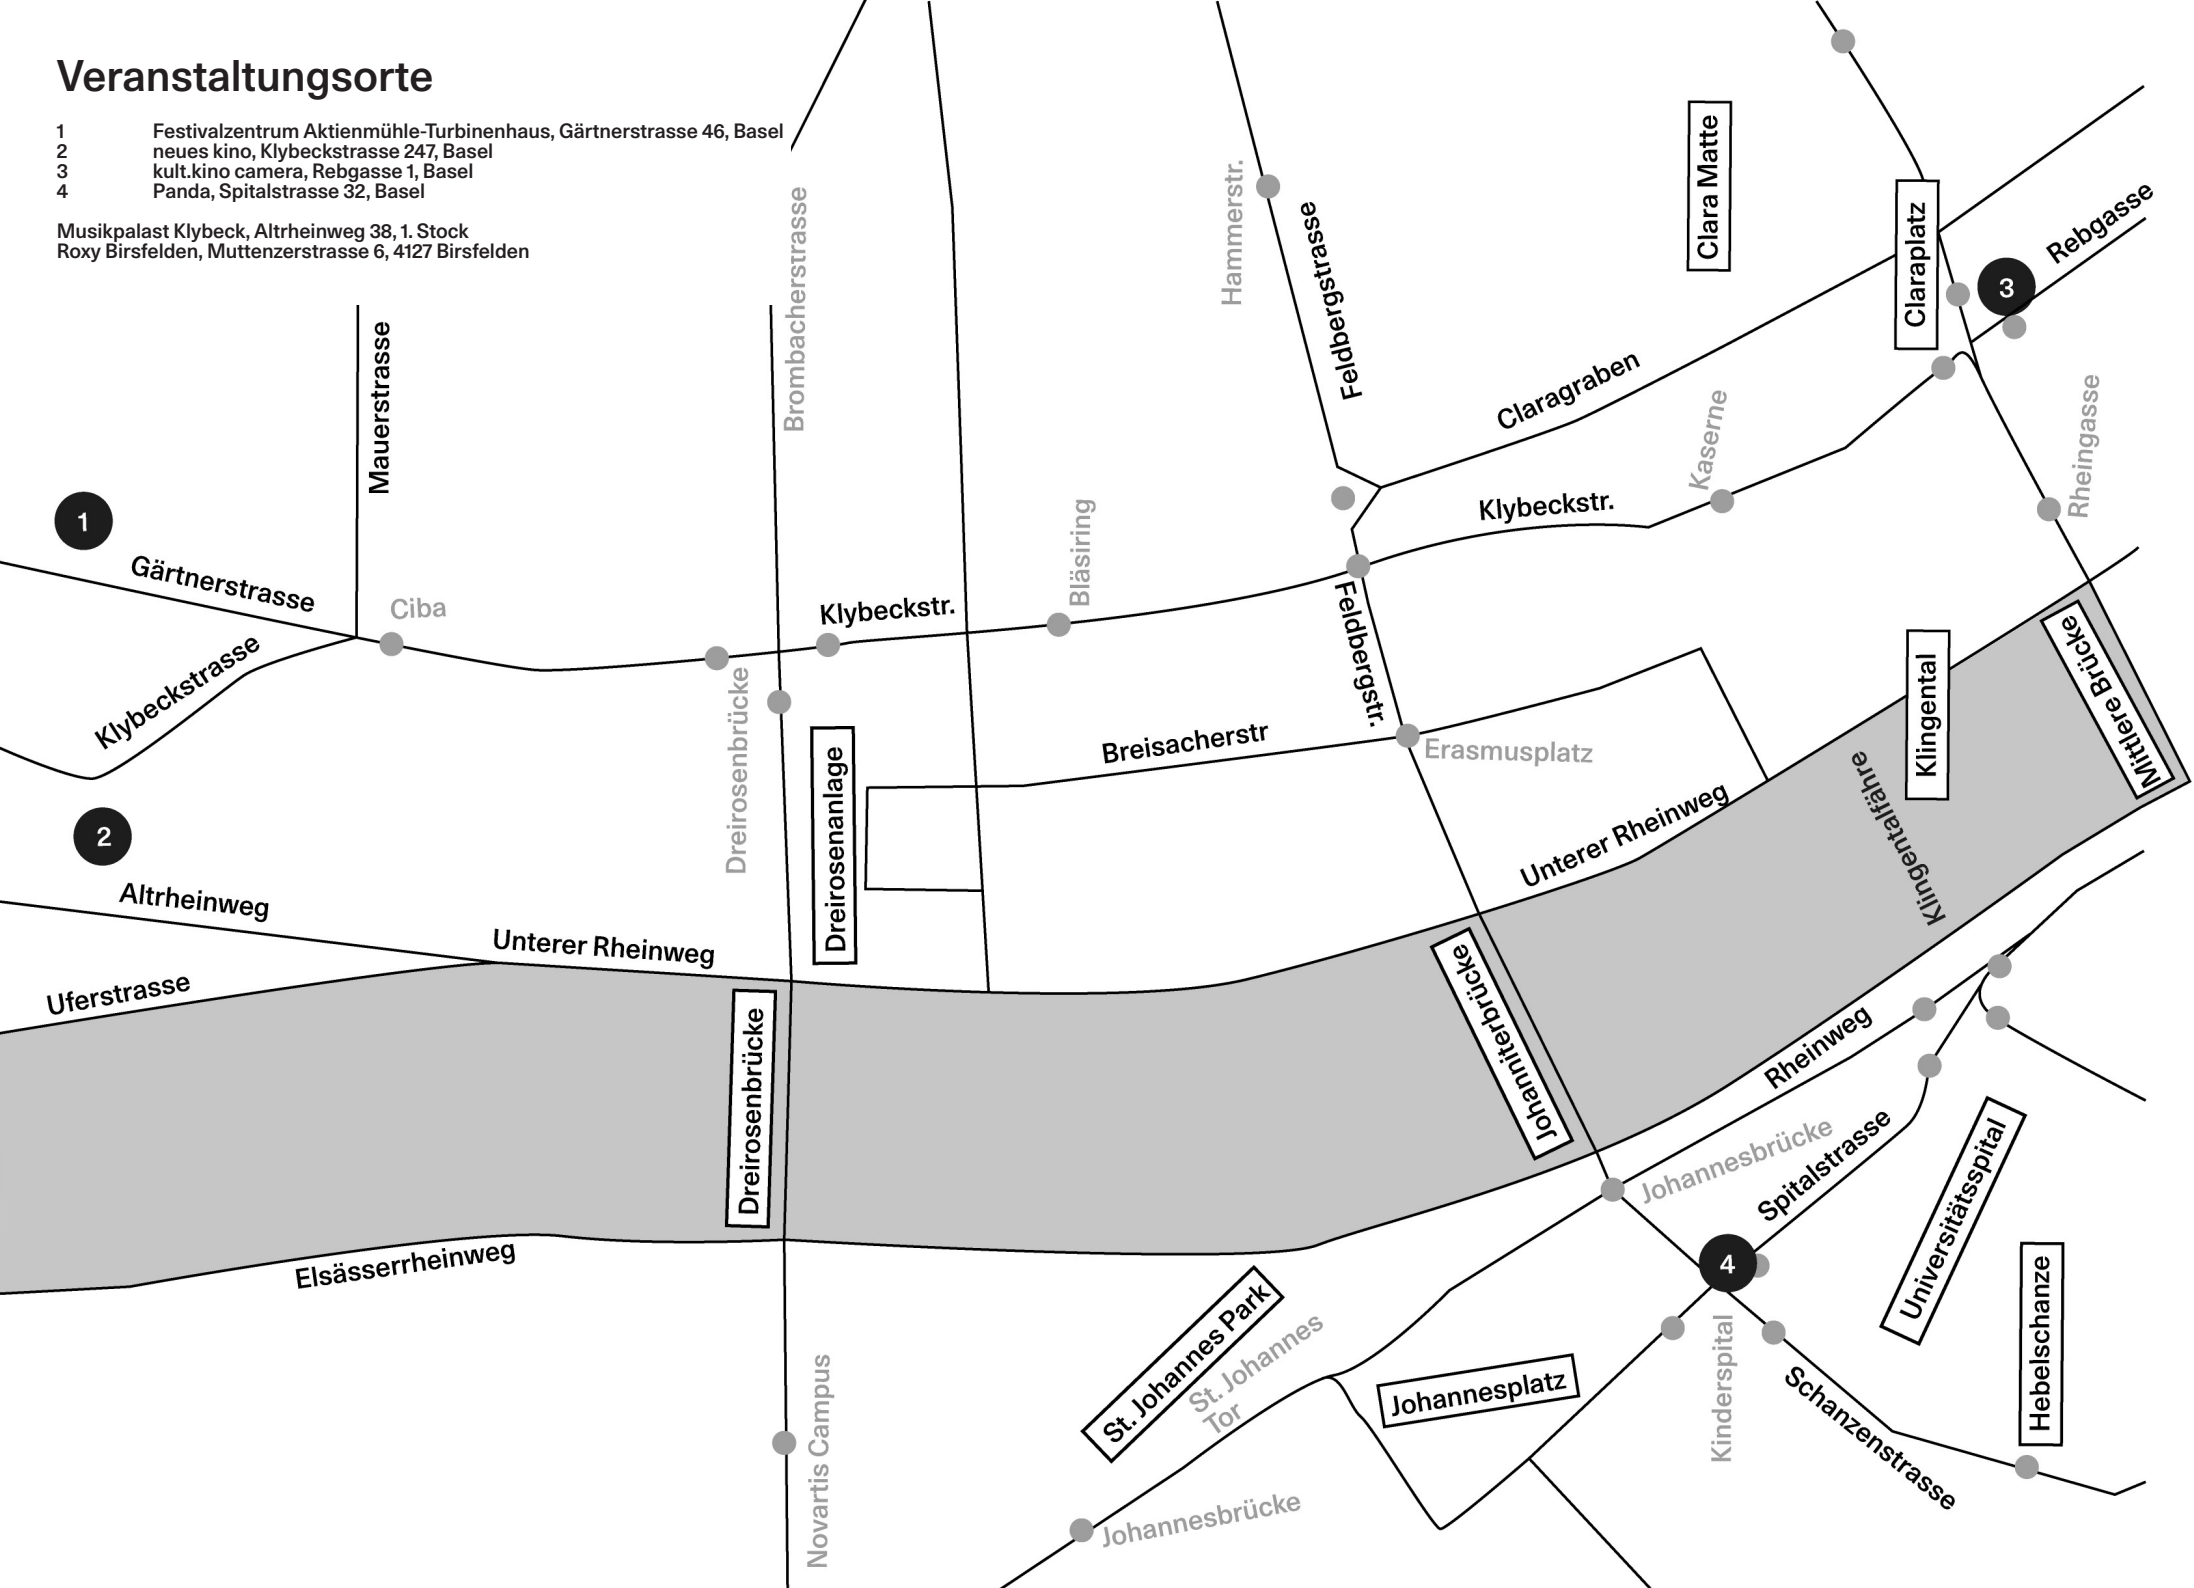 Veranstaltungsorte
1 Festivalzentrum Aktienmühle-Turbinenhaus, Gärtnerstrasse 46, Basel
2 neues kino, Klybeckstrasse 247, Basel
3 kult.kino camera, Rebgasse 1, Basel
4 Panda, Spitalstrasse 32, Basel
Musikpalast Klybeck, Altrheinweg 38, 1. Stock
Roxy Birsfelden, Muttenzerstrasse 6, 4127 Birsfelden
Mauerstrasse
Brombacherstrasse
Hammerstr.
Feldbergstrasse
Clara Matte
Claraplatz
Rebgasse
3
Claragraben
Kaserne
Rheingasse
1
Gärtnerstrasse
Ciba
Klybeckstrasse
Klybeckstr.
Bläsiring
Klybeckstr.
Feldbergstr.
Dreirosenbrücke
Dreirosenanlage
Breisacherstr
Erasmusplatz
Klingental
Mittlere Brücke
Klingentalfähre
Unterer Rheinweg
2
Altrheinweg
Unterer Rheinweg
Uferstrasse
Dreirosenbrücke
Johanniterbrücke
Rheinweg
Johannesbrücke
Spitalstrasse
Universitätsspital
Elsässerrheinweg
4
Hebelschanze
St. Johannes Park
St. Johannes
Tor
Johannesplatz
Kinderspital
Schanzenstrasse
Novartis Campus
Johannesbrücke